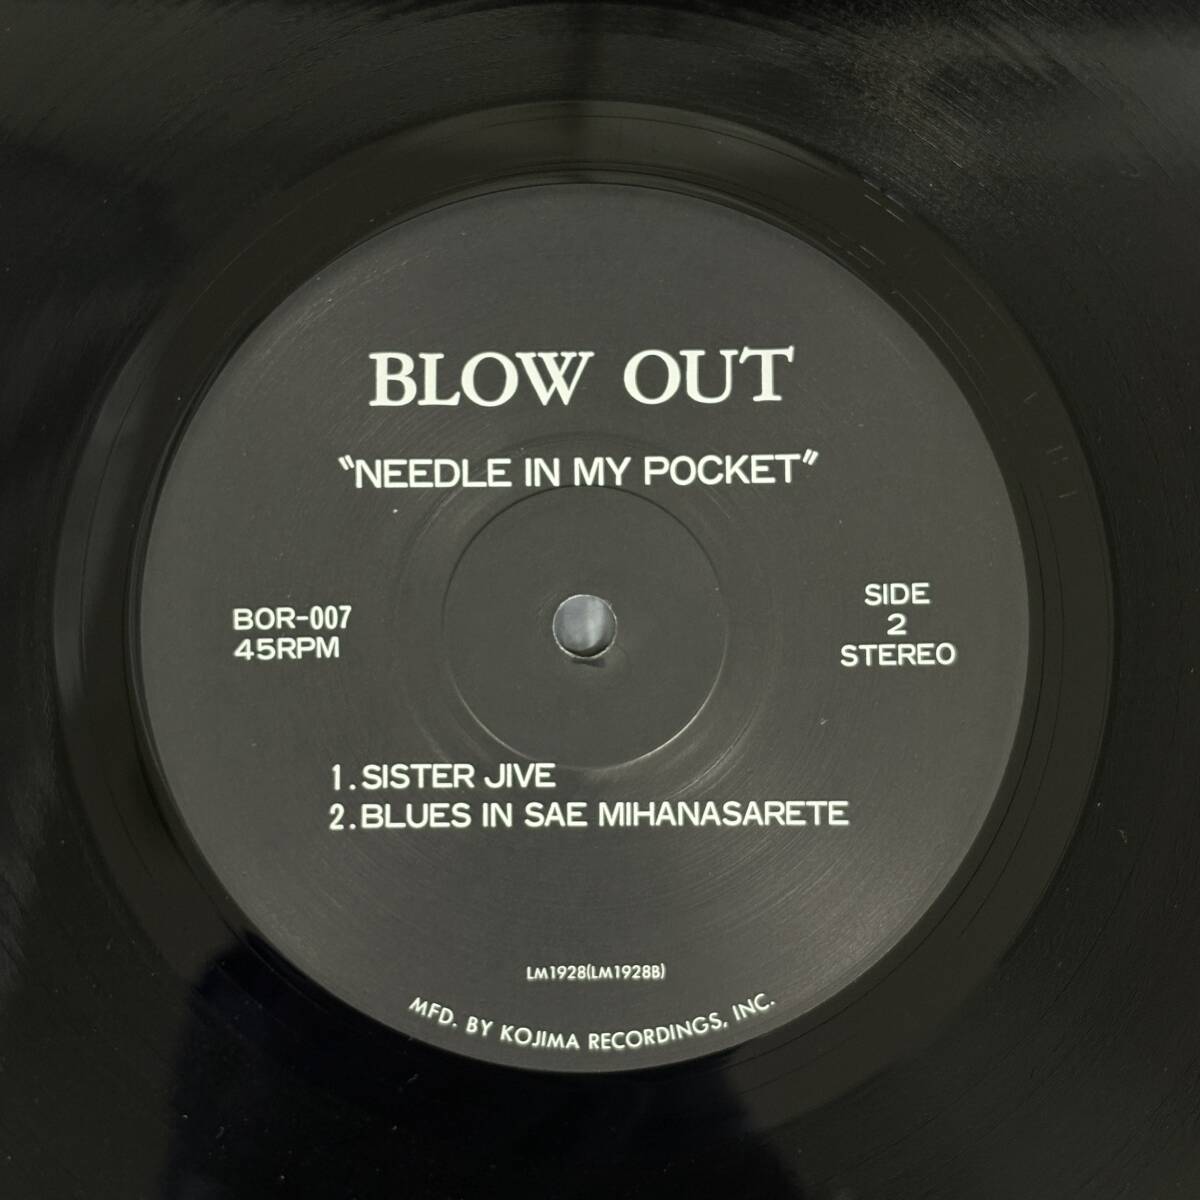 BLOW OUT
"NEEDLE IN MY POCKET"
BOR-007
45RPM
SIDE
2
STEREO
1.SISTER JIVE
2.BLUES IN SAE MIHANASARETE
LM1928(LM1928B)
MFD. BY KOJIMA RECORDINGS, INC.